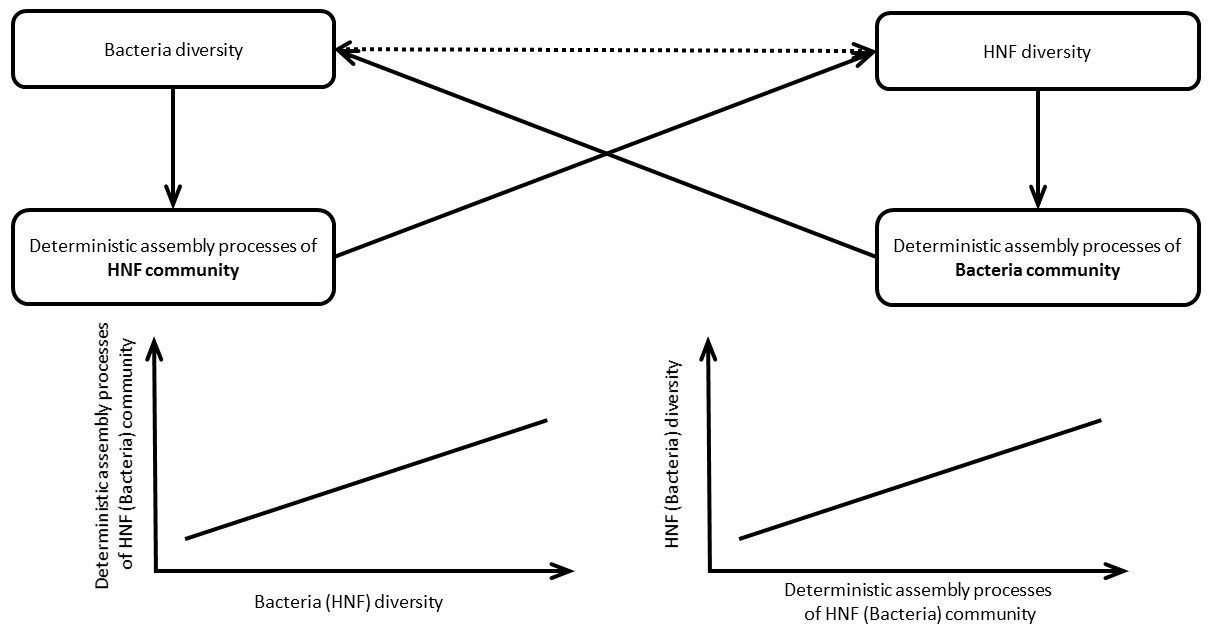 Bacteria diversity
HNF diversity
Deterministic assembly processes of
HNF community
Deterministic assembly processes of
Bacteria community
Deterministic assembly processes
of HNF (Bacteria) community
Bacteria (HNF) diversity
HNF (Bacteria) diversity
Deterministic assembly processes
of HNF (Bacteria) community